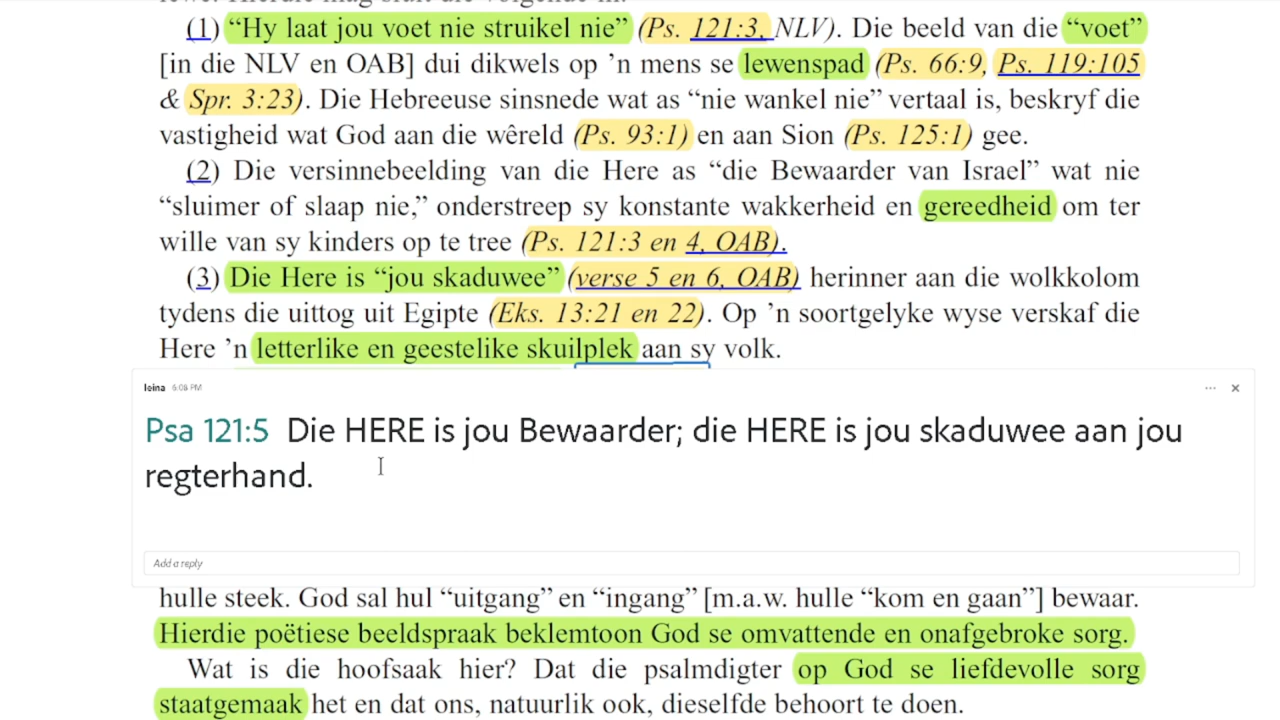 (1) “Hy laat jou voet nie struikel nie” (Ps. 121:3, NLV). Die beeld van die “voet”
[in die NLV en OAB] dui dikwels op ’n mens se lewenspad (Ps. 66:9, Ps. 119:105
& Spr. 3:23). Die Hebreeuse sinsnede wat as “nie wankel nie” vertaal is, beskryf die
vastigheid wat God aan die wêreld (Ps. 93:1) en aan Sion (Ps. 125:1) gee.
(2) Die versinnebeelding van die Here as “die Bewaarder van Israel” wat nie
“sluimer of slaap nie,” onderstreep sy konstante wakkerheid en gereedheid om ter
wille van sy kinders op te tree (Ps. 121:3 en 4, OAB).
(3) Die Here is “jou skaduwee” (verse 5 en 6, OAB) herinner aan die wolkkolom
tydens die uittog uit Egipte (Eks. 13:21 en 22). Op ’n soortgelyke wyse verskaf die
Here ’n letterlike en geestelike skuilplek aan sy volk.
leina 6:06 PM
Psa 121:5 Die HERE is jou Bewaarder; die HERE is jou skaduwee aan jou
regterhand.
Add a reply
hulle steek. God sal hul “uitgang” en “ingang” [m.a.w. hulle “kom en gaan”] bewaar.
Hierdie poëtiese beeldspraak beklemtoon God se omvattende en onafgebroke sorg.
Wat is die hoofsaak hier? Dat die psalmdigter op God se liefdevolle sorg
staatgemaak het en dat ons, natuurlik ook, dieselfde behoort te doen.